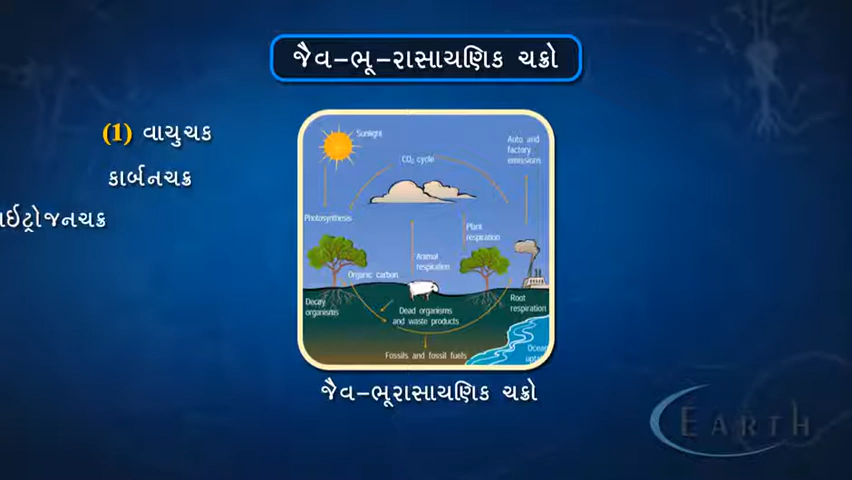 જૈવ-ભૂ-રાસાયણિક ચક્રો
(1) વાયુચક
કાર્બનચક્ર
ાઈટ્રોજનચક્ર
Sunlight
CO₂ cycle
Auto and
factory
emissions
Photosynthesis
Plant
respiration
Animal
respiration
Organic carbon
Decay
organisms
Dead organisms
and waste products
Root
respiration
Fossils and fossil fuels
Ocean
upt
જૈવ-ભૂરાસાયણિક ચક્રો
EARTH